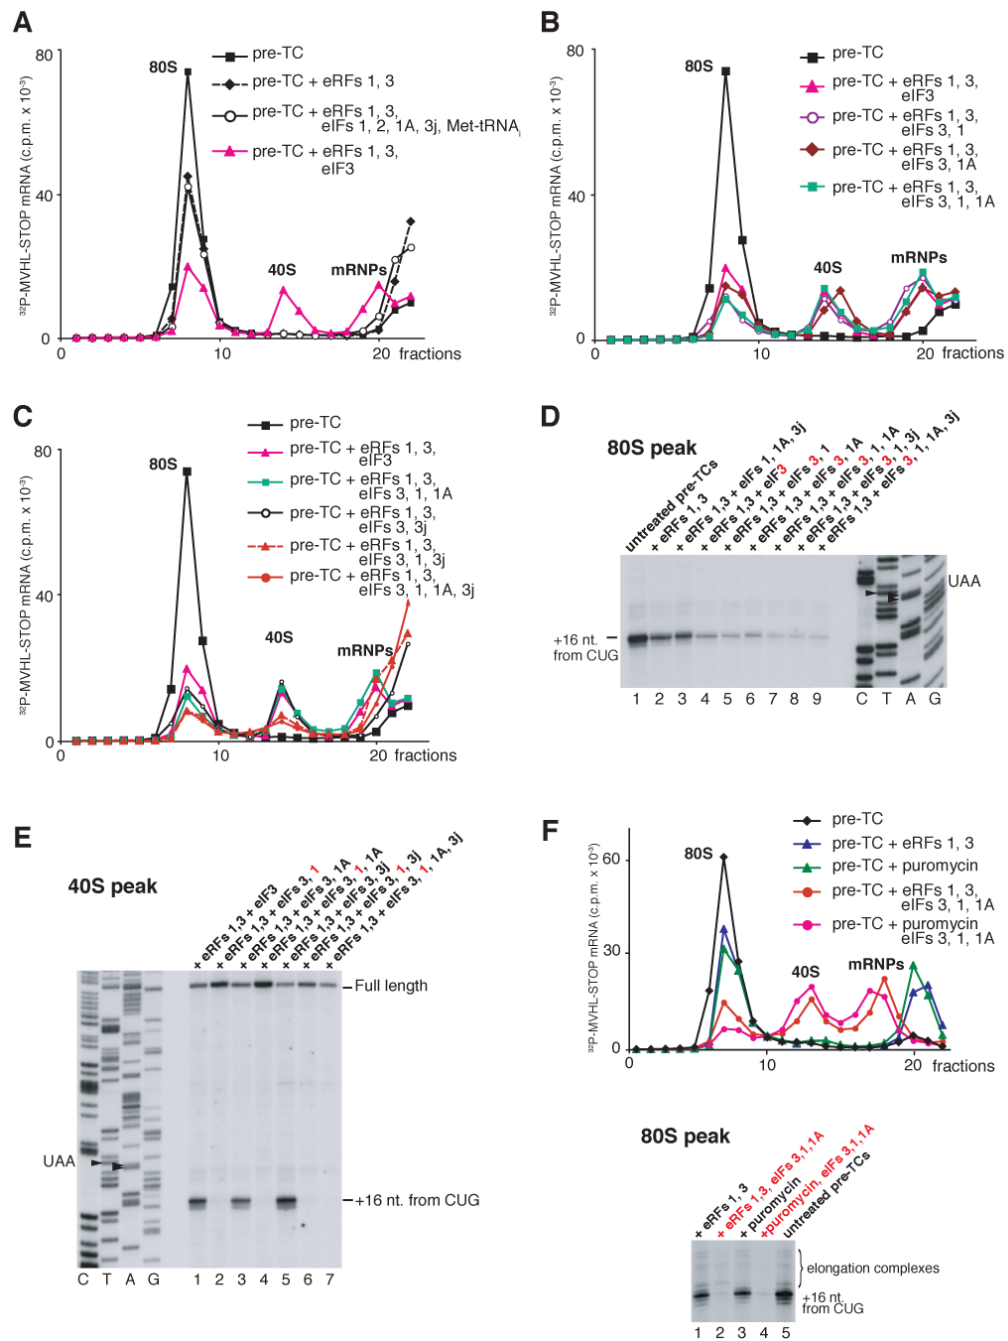 A
80
40
0
³²P-MVHL-STOP mRNA (c.p.m. x 10⁻³)
80S
40S
mRNPs
0
10
20
fractions
pre-TC
pre-TC + eRFs 1, 3
pre-TC + eRFs 1, 3,
eIFs 1, 2, 1A, 3j, Met-tRNAᵢ
pre-TC + eRFs 1, 3,
eIF3
B
80
40
0
³²P-MVHL-STOP mRNA (c.p.m. x 10⁻³)
80S
40S
mRNPs
0
10
20
fractions
pre-TC
pre-TC + eRFs 1, 3,
eIF3
pre-TC + eRFs 1, 3,
eIFs 3, 1
pre-TC + eRFs 1, 3,
eIFs 3, 1A
pre-TC + eRFs 1, 3,
eIFs 3, 1, 1A
C
80
40
0
³²P-MVHL-STOP mRNA (c.p.m. x 10⁻³)
80S
40S
mRNPs
0
10
20
fractions
pre-TC
pre-TC + eRFs 1, 3,
eIF3
pre-TC + eRFs 1, 3,
eIFs 3, 1, 1A
pre-TC + eRFs 1, 3,
eIFs 3, 3j
pre-TC + eRFs 1, 3,
eIFs 3, 1, 3j
pre-TC + eRFs 1, 3,
eIFs 3, 1, 1A, 3j
D
80S peak
untreated pre-TCs
+ eRFs 1, 3
+ eRFs 1,3 + eIFs 1, 1A, 3j
+ eRFs 1,3 + eIF3
+ eRFs 1,3 + eIFs 3, 1
+ eRFs 1,3 + eIFs 3, 1A
+ eRFs 1,3 + eIFs 3, 1, 1A
+ eRFs 1,3 + eIFs 3, 1, 3j
+ eRFs 1,3 + eIFs 3, 1, 1A, 3j
UAA
+16 nt.
from CUG
1 2 3 4 5 6 7 8 9 C T A G
E
40S peak
+ eRFs 1,3 + eIF3
+ eRFs 1,3 + eIFs 3, 1
+ eRFs 1,3 + eIFs 3, 1A
+ eRFs 1,3 + eIFs 3, 1, 1A
+ eRFs 1,3 + eIFs 3, 3j
+ eRFs 1,3 + eIFs 3, 1, 3j
+ eRFs 1,3 + eIFs 3, 1, 1A, 3j
Full length
UAA
+16 nt. from CUG
C T A G 1 2 3 4 5 6 7
F
60
30
0
³²P-MVHL-STOP mRNA (c.p.m. x 10⁻³)
80S
40S
mRNPs
0
10
20
fractions
pre-TC
pre-TC + eRFs 1, 3
pre-TC + puromycin
pre-TC + eRFs 1, 3,
eIFs 3, 1, 1A
pre-TC + puromycin
eIFs 3, 1, 1A
80S peak
+ eRFs 1, 3
+ eRFs 1,3, eIFs 3,1,1A
+ puromycin
+puromycin, eIFs 3,1,1A
untreated pre-TCs
elongation complexes
+16 nt.
from CUG
1 2 3 4 5